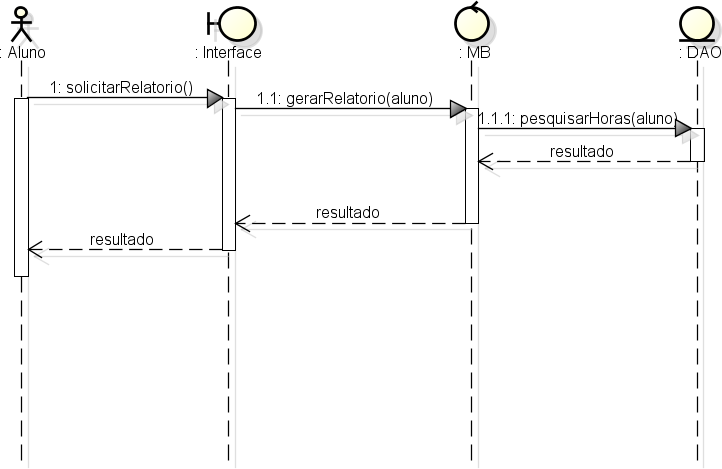 : Aluno
: Interface
: MB
: DAO
1: solicitarRelatorio()
1.1: gerarRelatorio(aluno)
1.1.1: pesquisarHoras(aluno)
resultado
resultado
resultado